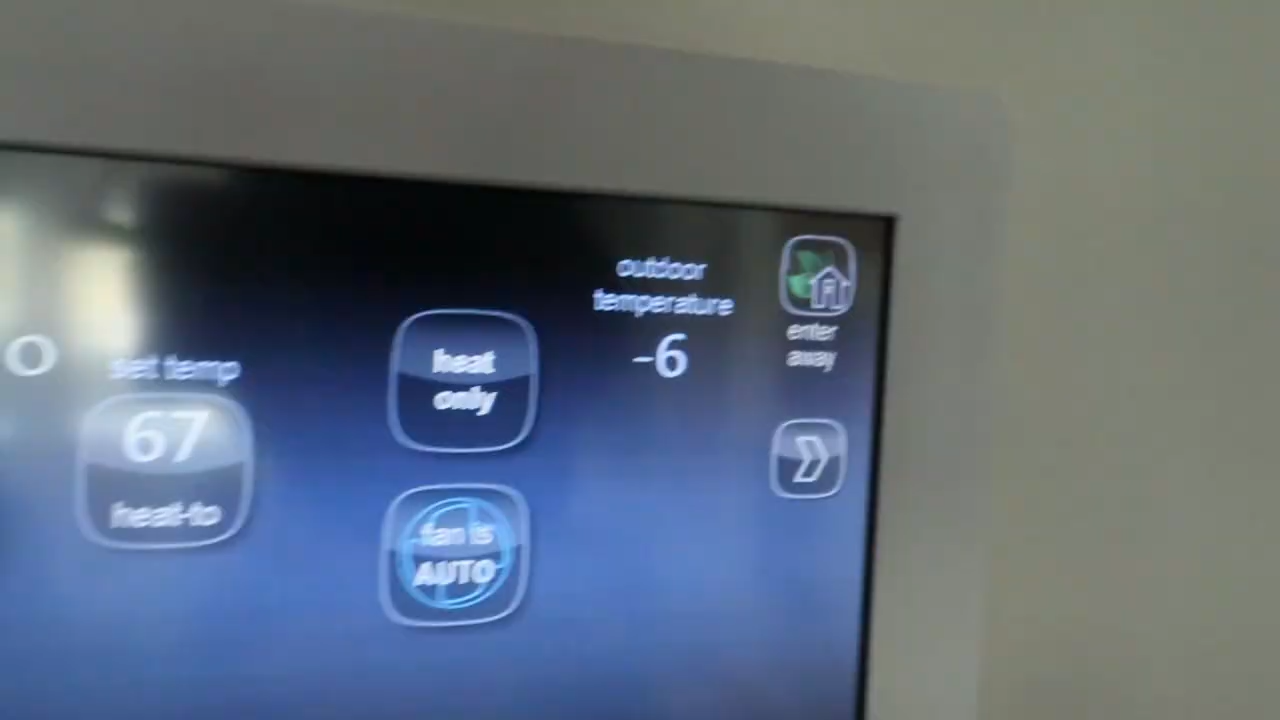 set temp
67
heat-to
heat
only
fan is
AUTO
outdoor
temperature
-6
enter
away